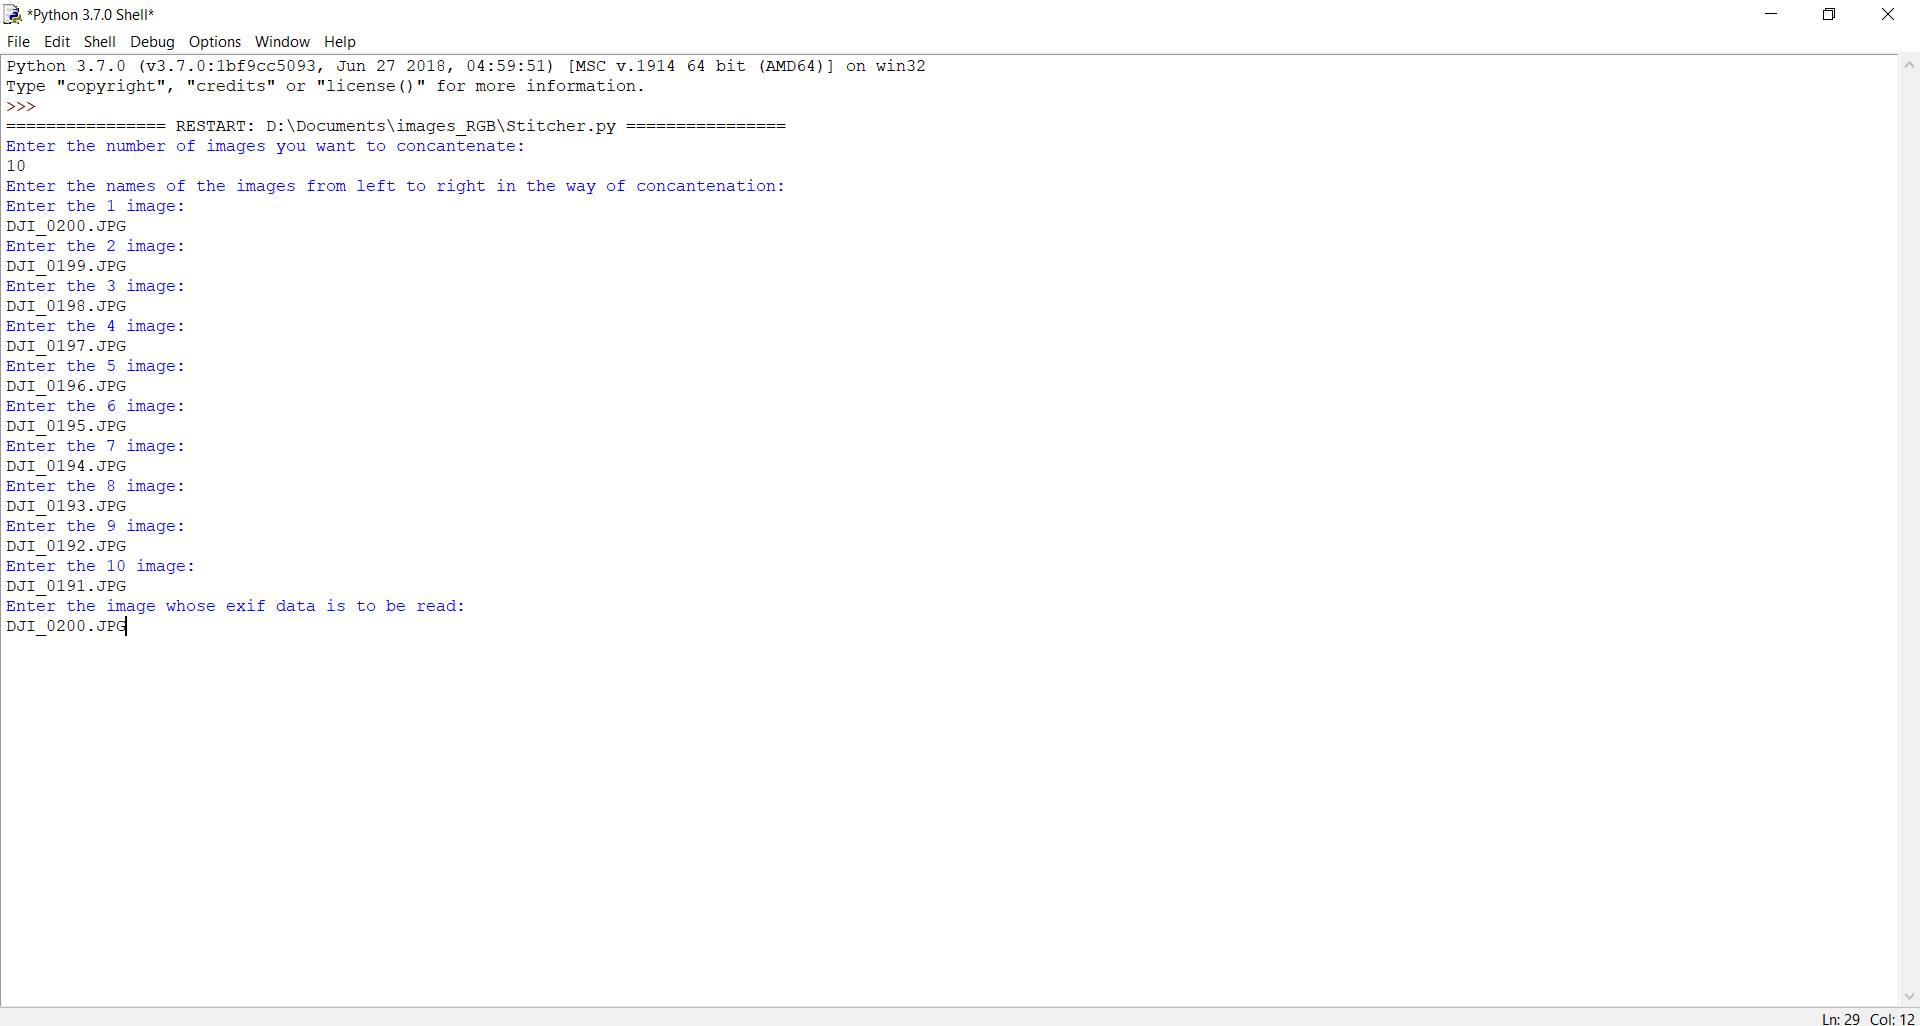 *Python 3.7.0 Shell*
File Edit Shell Debug Options Window Help
Python 3.7.0 (v3.7.0:1bf9cc5093, Jun 27 2018, 04:59:51) [MSC v.1914 64 bit (AMD64)] on win32
Type "copyright", "credits" or "license()" for more information.
>>>
================ RESTART: D:\Documents\images_RGB\Stitcher.py ================
Enter the number of images you want to concantenate:
10
Enter the names of the images from left to right in the way of concantenation:
Enter the 1 image:
DJI_0200.JPG
Enter the 2 image:
DJI_0199.JPG
Enter the 3 image:
DJI_0198.JPG
Enter the 4 image:
DJI_0197.JPG
Enter the 5 image:
DJI_0196.JPG
Enter the 6 image:
DJI_0195.JPG
Enter the 7 image:
DJI_0194.JPG
Enter the 8 image:
DJI_0193.JPG
Enter the 9 image:
DJI_0192.JPG
Enter the 10 image:
DJI_0191.JPG
Enter the image whose exif data is to be read:
DJI_0200.JPG
Ln: 29 Col: 12